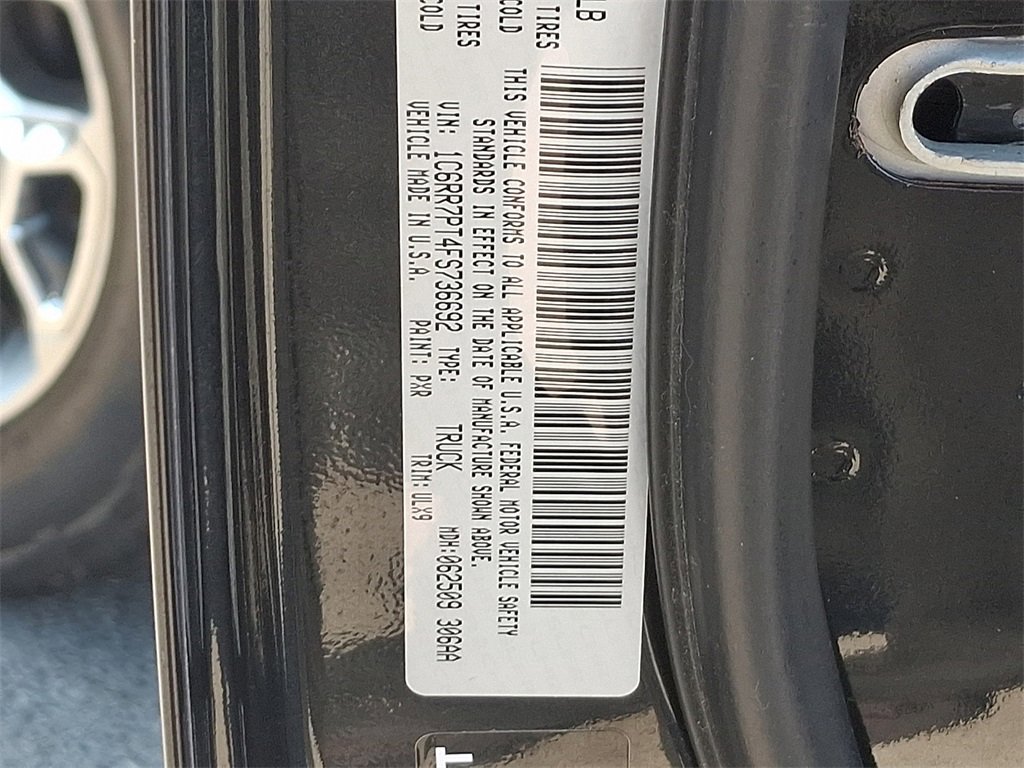 LB
TIRES
COLD
TIRES
COLD
THIS VEHICLE CONFORMS TO ALL APPLICABLE U.S.A. FEDERAL MOTOR VEHICLE SAFETY
STANDARDS IN EFFECT ON THE DATE OF MANUFACTURE SHOWN ABOVE.
VIN: 1C6RR7PT4FS736692 TYPE: TRUCK MDH:062509 306AA
VEHICLE MADE IN U.S.A. PAINT: PXR TRIM:ULX9
T